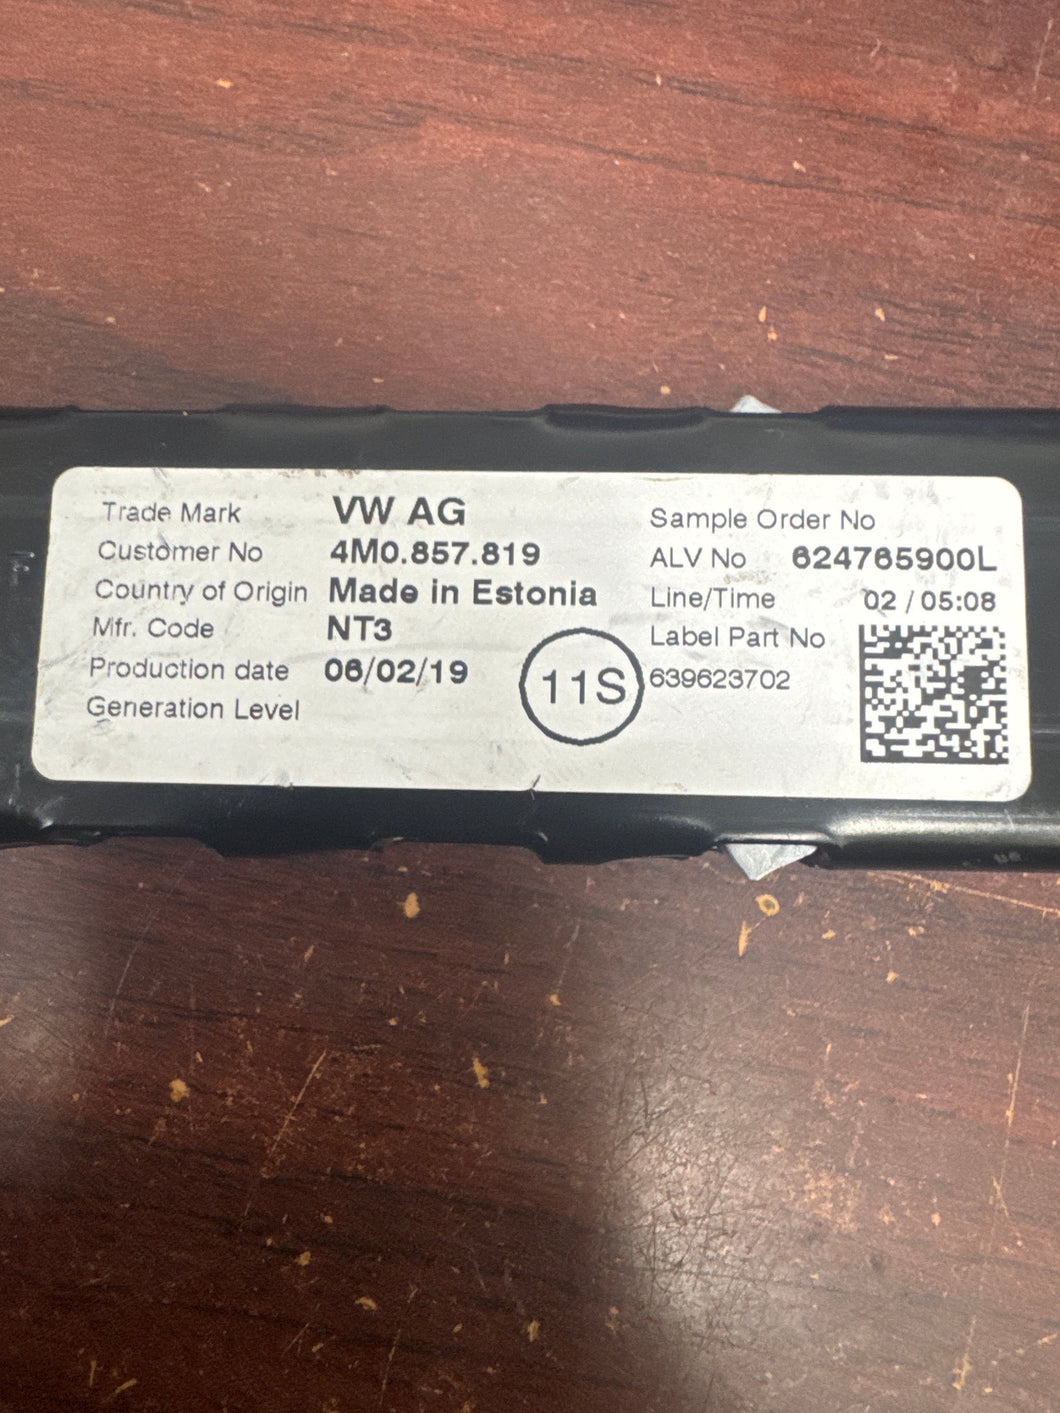 Trade Mark VW AG
Customer No 4M0.857.819
Country of Origin Made in Estonia
Mfr. Code NT3
Production date 06/02/19
Generation Level
11S
Sample Order No
ALV No 624765900L
Line/Time 02 / 05:08
Label Part No
639623702